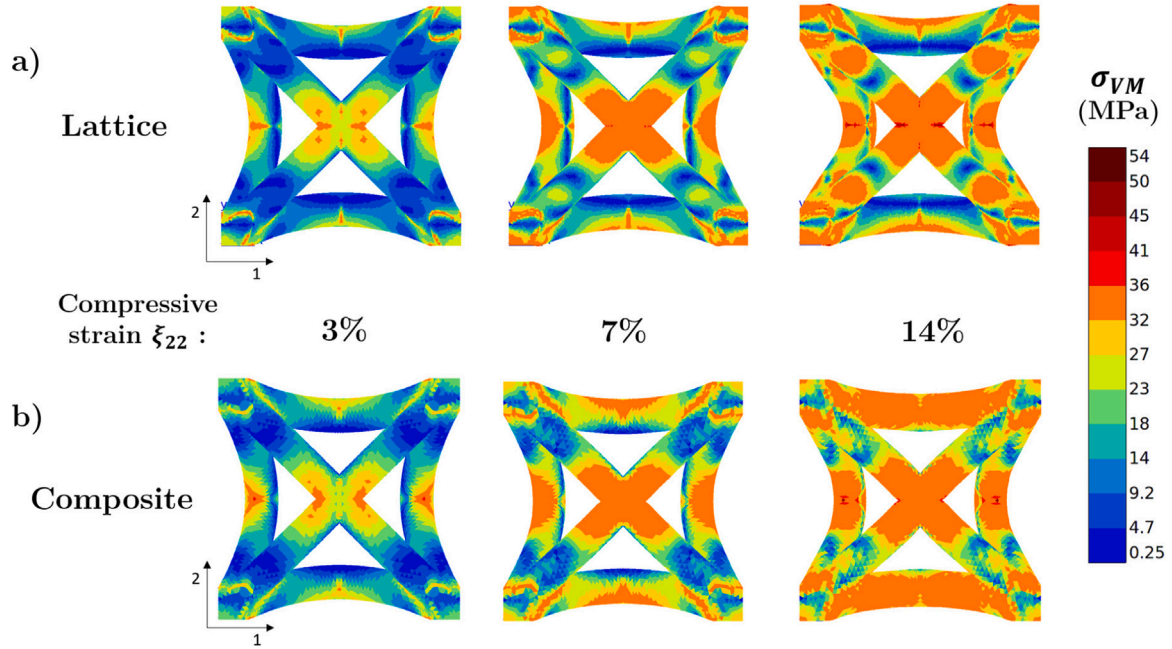 a)
Lattice
2
1
σVM
(MPa)
54
50
45
41
36
32
27
23
18
14
9.2
4.7
0.25
Compressive
strain ξ22 :
3%
7%
14%
b)
Composite
2
1